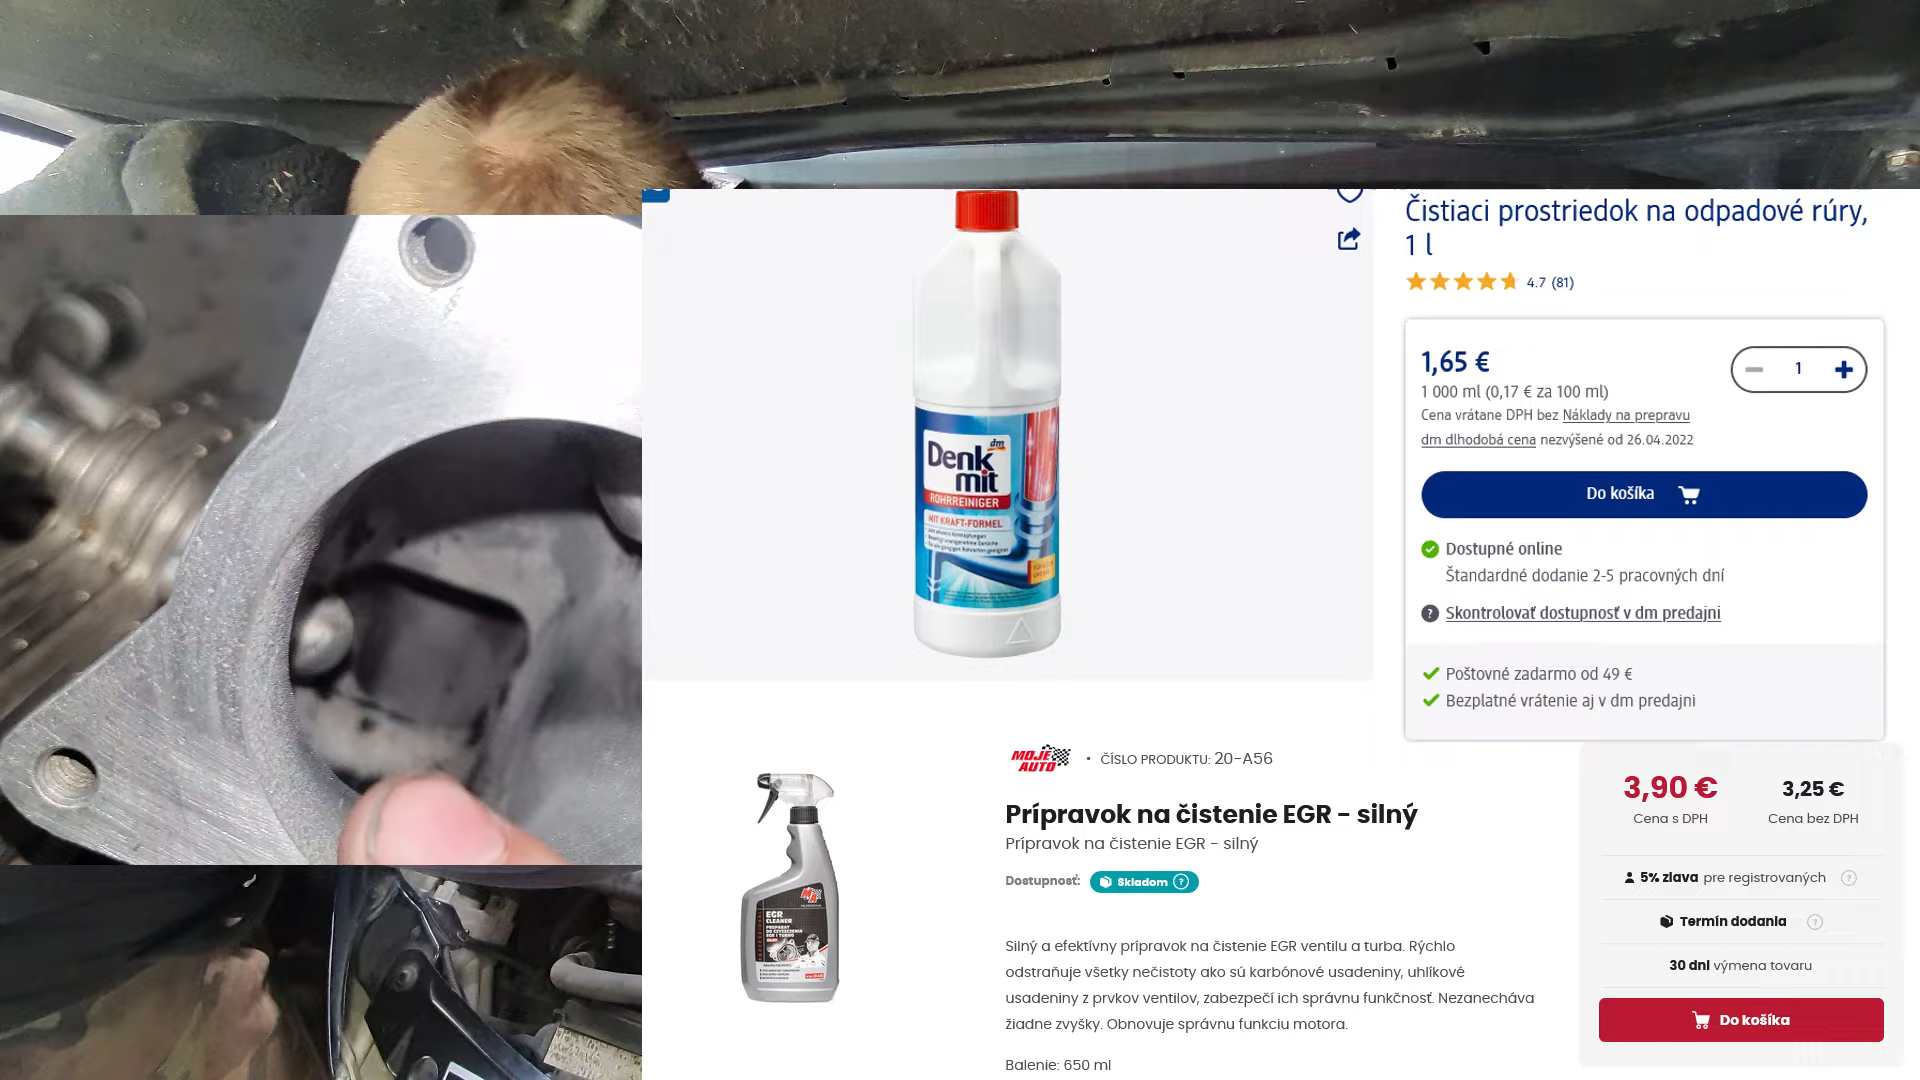 Čistiaci prostriedok na odpadové rúry,
1 l
4.7 (81)
1,65 €
1
1 000 ml (0,17 € za 100 ml)
Cena vrátane DPH bez Náklady na prepravu
dm dlhodobá cena nezvýšené od 26.04.2022
Do košíka
Dostupné online
Štandardné dodanie 2-5 pracovných dní
Skontrolovať dostupnosť v dm predajni
Poštovné zadarmo od 49 €
Bezplatné vrátenie aj v dm predajni
dm
Denk
mit
ROHRREINIGER
MIT KRAFT-FORMEL
MOJE
AUTO
• ČÍSLO PRODUKTU: 20-A56
Prípravok na čistenie EGR - silný
Prípravok na čistenie EGR - silný
Dostupnosť: Skladom ?
Silný a efektívny prípravok na čistenie EGR ventilu a turba. Rýchlo
odstraňuje všetky nečistoty ako sú karbónové usadeniny, uhlíkové
usadeniny z prvkov ventilov, zabezpečí ich správnu funkčnosť. Nezanecháva
žiadne zvyšky. Obnovuje správnu funkciu motora.
Balenie: 650 ml
EGR
CLEANER
PREPARAT
DO CZYSZCZENIA
EGR I TURBO
3,90 € 3,25 €
Cena s DPH Cena bez DPH
5% zlava pre registrovaných ?
Termín dodania ?
30 dní výmena tovaru
Do košíka